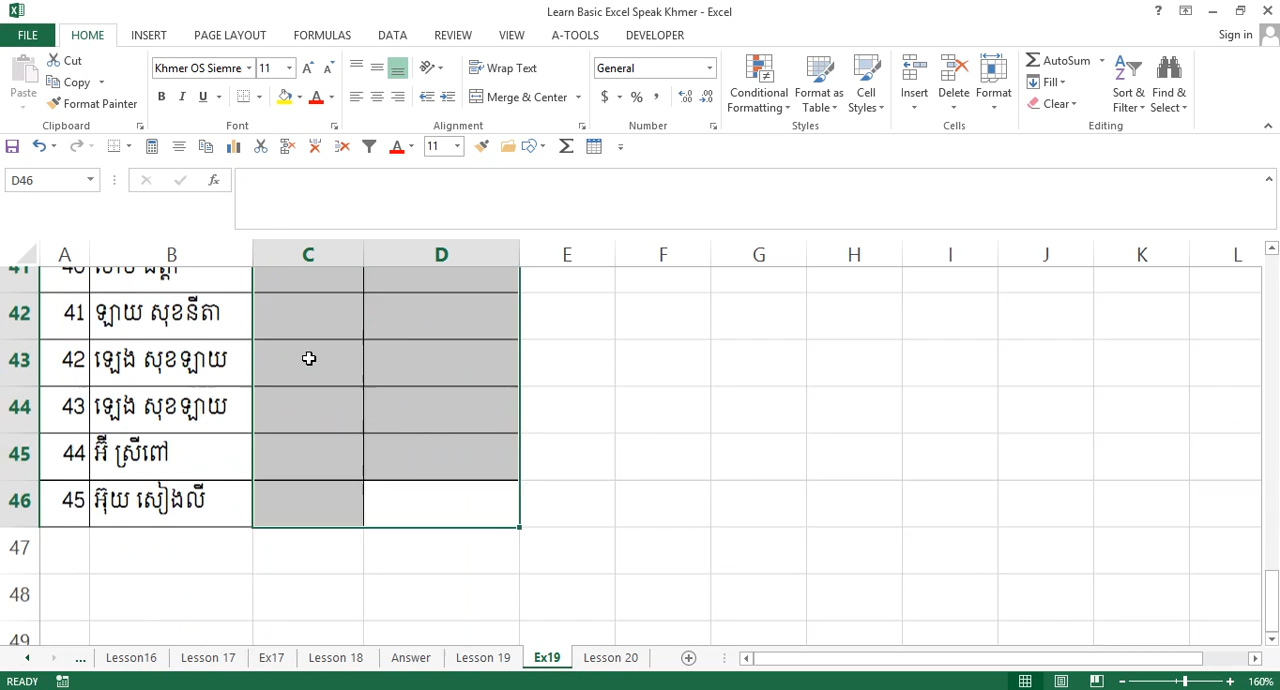 Learn Basic Excel Speak Khmer - Excel
FILE HOME INSERT PAGE LAYOUT FORMULAS DATA REVIEW VIEW A-TOOLS DEVELOPER Sign in
Paste Cut Copy Format Painter Clipboard
Khmer OS Siemre 11 Font
Wrap Text Merge & Center Alignment
General Number
Conditional Formatting Format as Table Cell Styles Styles
Insert Delete Format Cells
AutoSum Fill Clear Sort & Filter Find & Select Editing
11
D46
A B C D E F G H I J K L
42 41 ឡាយ សុខនីតា
43 42 ឡេង សុខឡាយ
44 43 ឡេង សុខឡាយ
45 44 អ៊ី ស្រីពៅ
46 45 អ៊ុយ សៀងលី
47
48
49
... Lesson16 Lesson 17 Ex17 Lesson 18 Answer Lesson 19 Ex19 Lesson 20
READY 160%